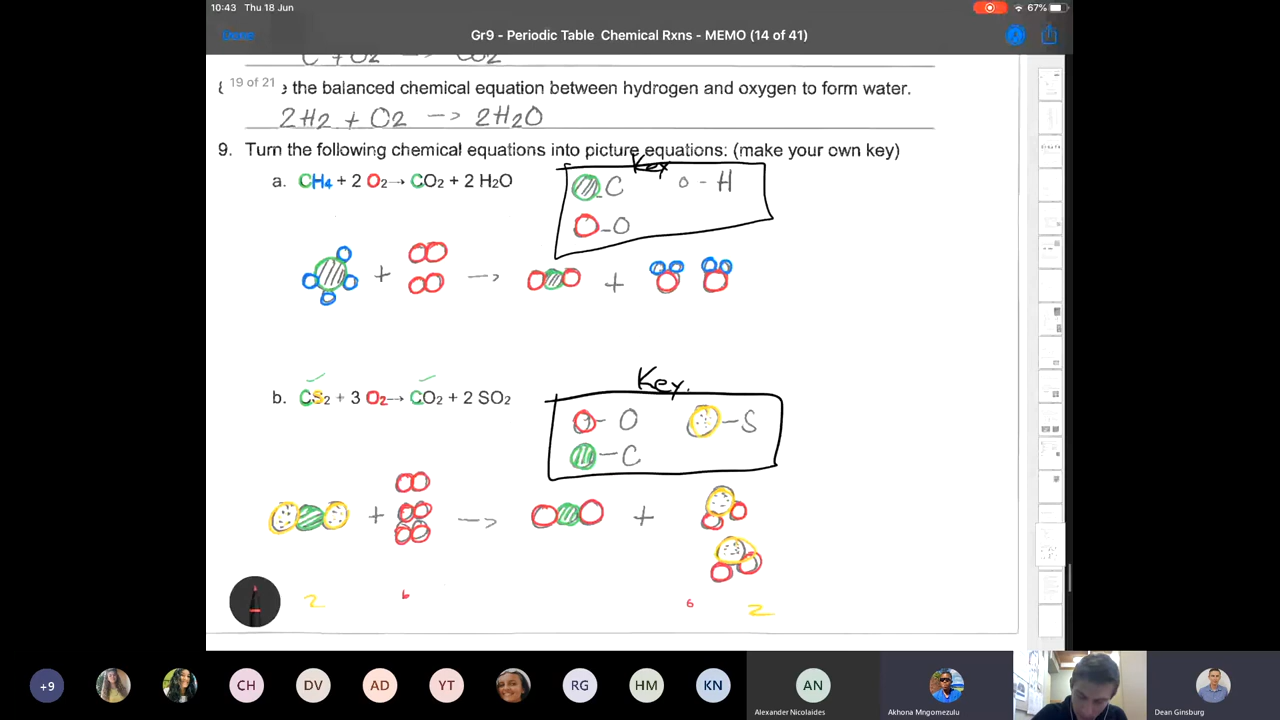 10:43 Thu 18 Jun
67%
Gr9 - Periodic Table Chemical Rxns - MEMO (14 of 41)
C + O2 --> CO2
19 of 21
e the balanced chemical equation between hydrogen and oxygen to form water.
2H2 + O2 --> 2H2O
9. Turn the following chemical equations into picture equations: (make your own key)
Key
a. CH4 + 2 O2→ CO2 + 2 H2O
C
o - H
- O
+ --> +
Key.
b. CS2 + 3 O2→ CO2 + 2 SO2
- O
- S
- C
+ --> +
2 6 6 2
+9 CH DV AD YT RG HM KN AN
Alexander Nicolaides Akhona Mngomezulu Dean Ginsburg